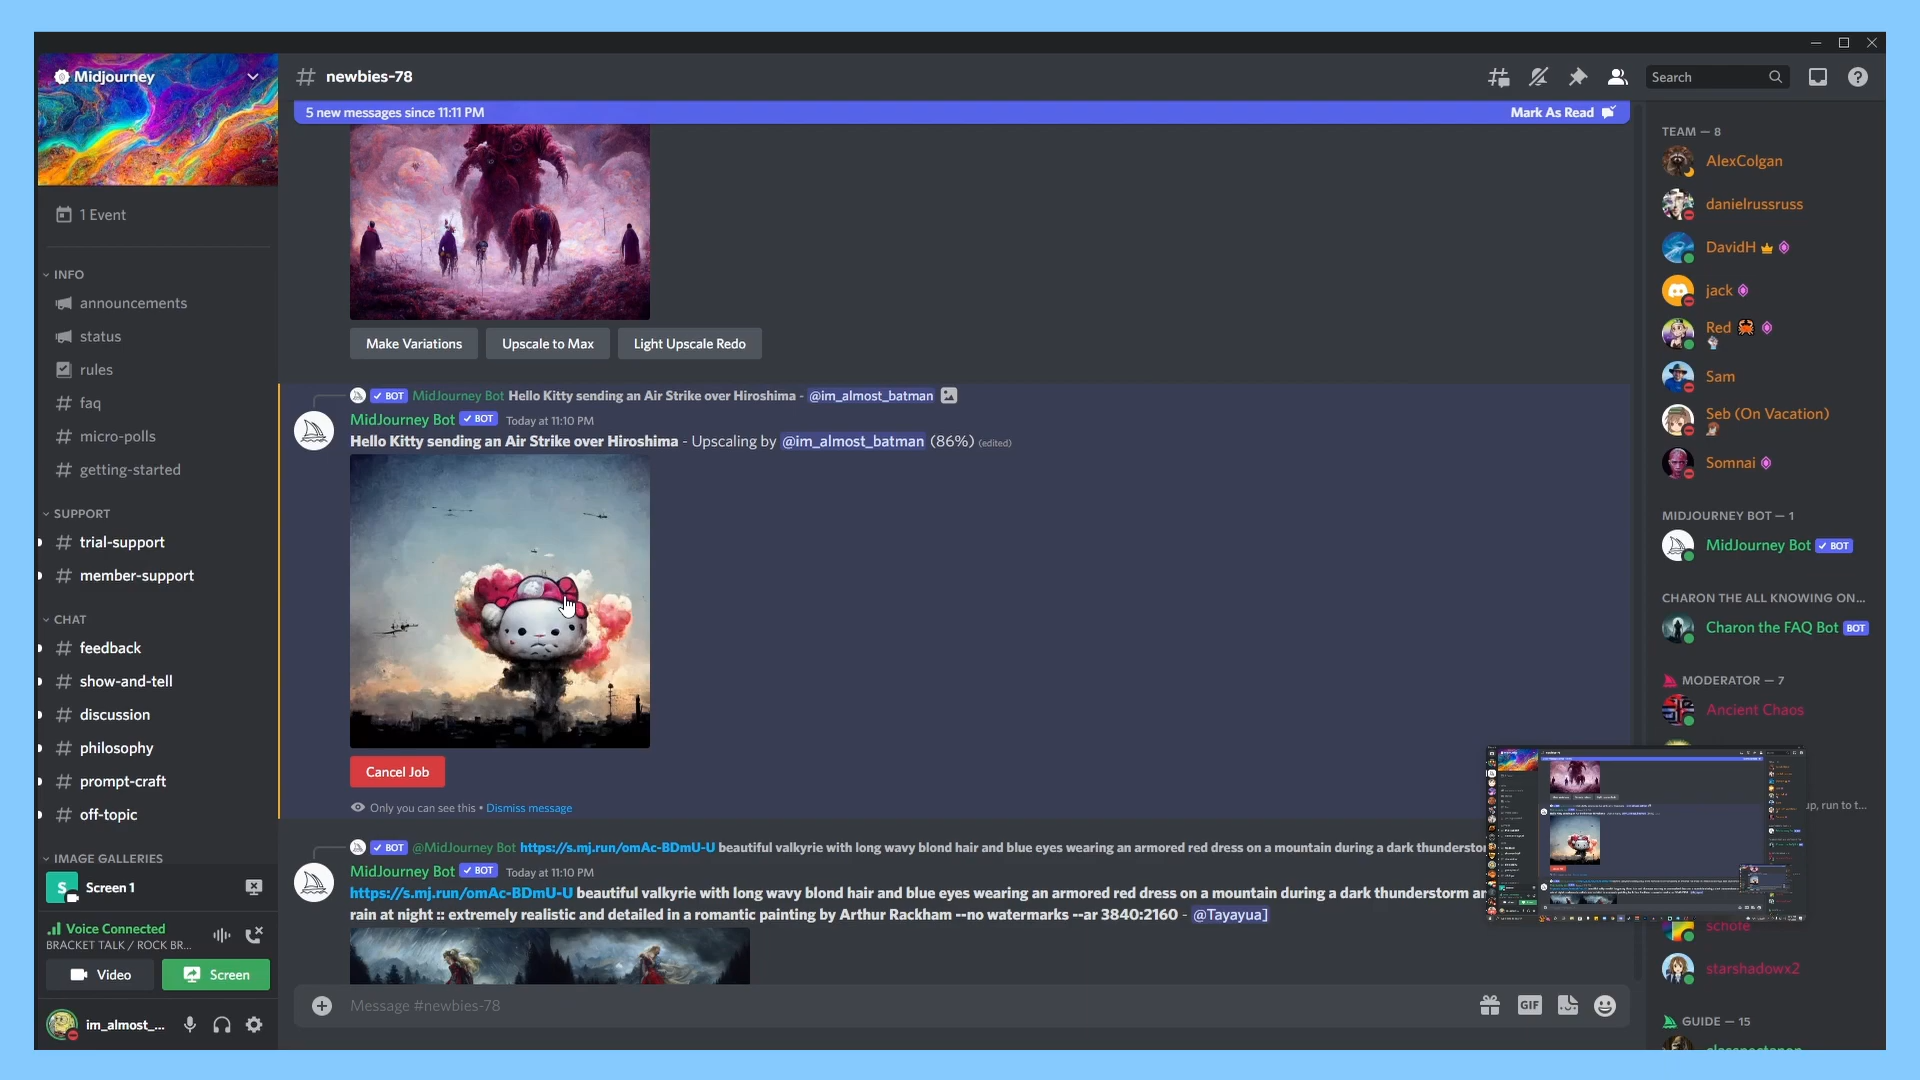 Midjourney
newbies-78
Search
5 new messages since 11:11 PM
Mark As Read
1 Event
INFO
announcements
status
rules
faq
micro-polls
getting-started
SUPPORT
trial-support
member-support
CHAT
feedback
show-and-tell
discussion
philosophy
prompt-craft
off-topic
IMAGE GALLERIES
S
Screen 1
Voice Connected
BRACKET TALK / ROCK BR...
Video
Screen
im_almost_...
Make Variations
Upscale to Max
Light Upscale Redo
BOT MidJourney Bot Hello Kitty sending an Air Strike over Hiroshima - @im_almost_batman
MidJourney Bot BOT Today at 11:10 PM
Hello Kitty sending an Air Strike over Hiroshima - Upscaling by @im_almost_batman (86%) (edited)
Cancel Job
Only you can see this • Dismiss message
BOT @MidJourney Bot https://s.mj.run/omAc-BDmU-U beautiful valkyrie with long wavy blond hair and blue eyes wearing an armored red dress on a mountain during a dark thundersto
MidJourney Bot BOT Today at 11:10 PM
https://s.mj.run/omAc-BDmU-U beautiful valkyrie with long wavy blond hair and blue eyes wearing an armored red dress on a mountain during a dark thunderstorm
rain at night :: extremely realistic and detailed in a romantic painting by Arthur Rackham --no watermarks --ar 3840:2160 - @Tayayua]
Message #newbies-78
GIF
TEAM — 8
AlexColgan
danielrussruss
DavidH
jack
Red
Sam
Seb (On Vacation)
Somnai
MIDJOURNEY BOT — 1
MidJourney Bot BOT
CHARON THE ALL KNOWING ON...
Charon the FAQ Bot BOT
MODERATOR — 7
Ancient Chaos
up, run to t...
starshadowx2
GUIDE — 15